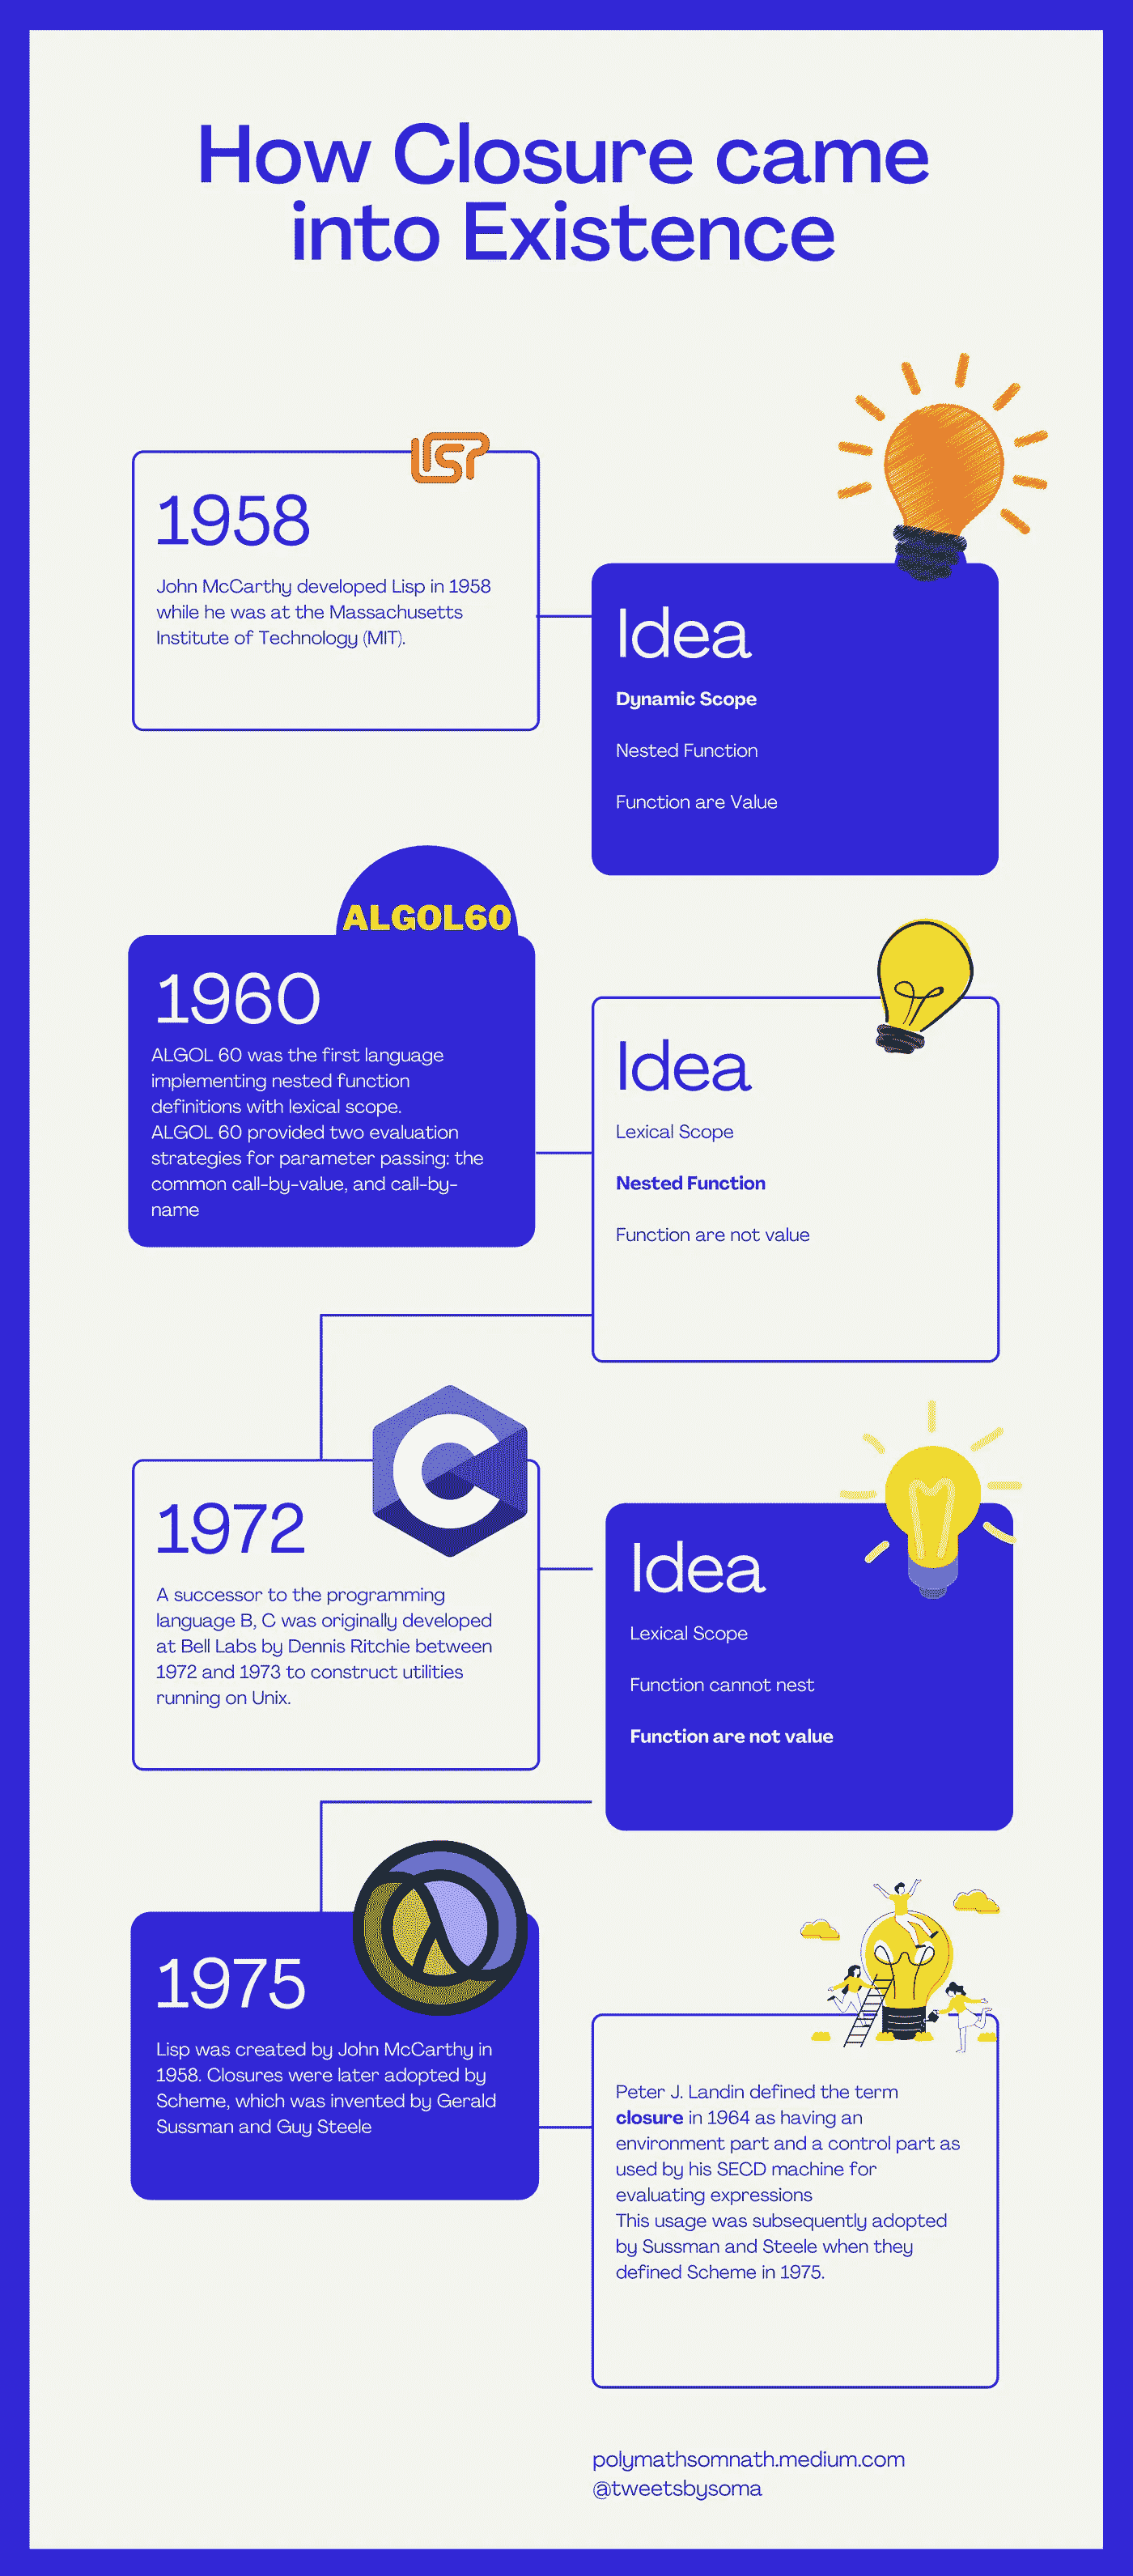 How Closure came
into Existence
LISP
1958
John McCarthy developed Lisp in 1958
while he was at the Massachusetts
Institute of Technology (MIT).
Idea
Dynamic Scope
Nested Function
Function are Value
ALGOL60
1960
ALGOL 60 was the first language
implementing nested function
definitions with lexical scope.
ALGOL 60 provided two evaluation
strategies for parameter passing: the
common call-by-value, and call-by-
name
Idea
Lexical Scope
Nested Function
Function are not value
C
1972
A successor to the programming
language B, C was originally developed
at Bell Labs by Dennis Ritchie between
1972 and 1973 to construct utilities
running on Unix.
Idea
Lexical Scope
Function cannot nest
Function are not value
1975
Lisp was created by John McCarthy in
1958. Closures were later adopted by
Scheme, which was invented by Gerald
Sussman and Guy Steele
Peter J. Landin defined the term
closure in 1964 as having an
environment part and a control part as
used by his SECD machine for
evaluating expressions
This usage was subsequently adopted
by Sussman and Steele when they
defined Scheme in 1975.
polymathsomnath.medium.com
@tweetsbysoma